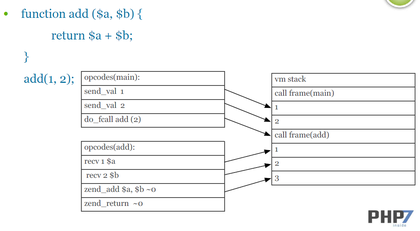 function add ($a, $b) {
return $a + $b;
}
add(1, 2);
opcodes(main):
send_val 1
send_val 2
do_fcall add (2)
opcodes(add):
recv 1 $a
recv 2 $b
zend_add $a, $b ~0
zend_return ~0
vm stack
call frame(main)
1
2
call frame(add)
1
2
3
PHP7